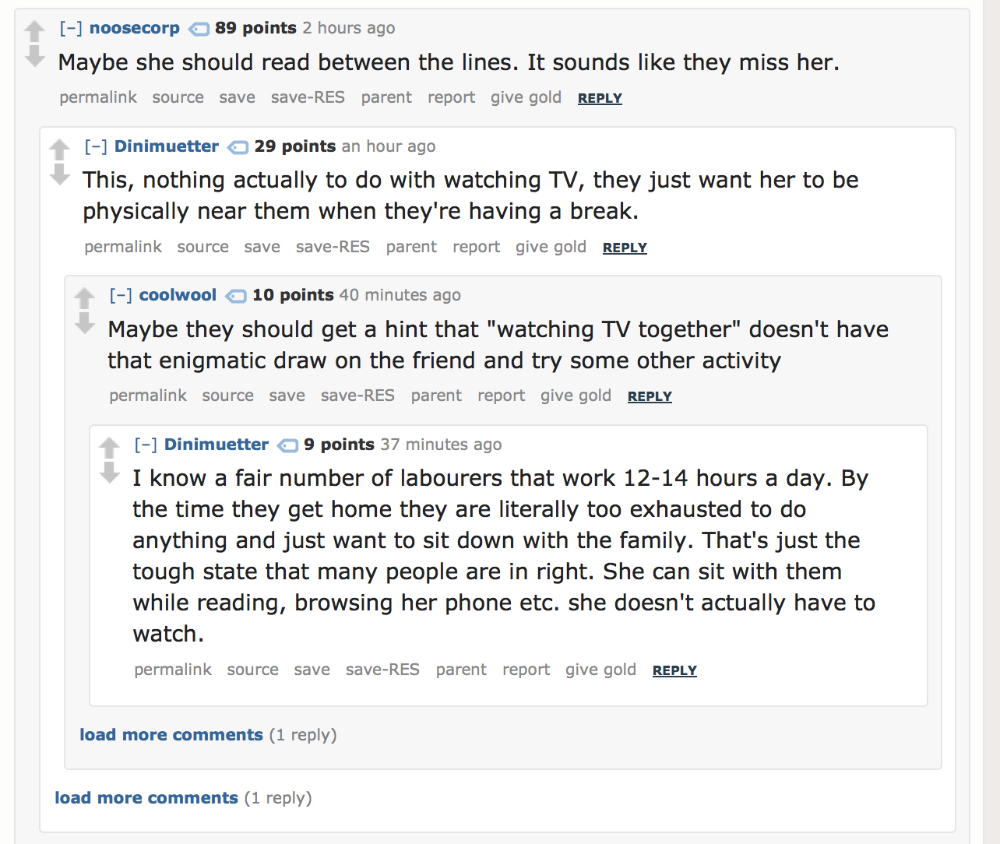 [–] noosecorp 89 points 2 hours ago
Maybe she should read between the lines. It sounds like they miss her.
permalink source save save-RES parent report give gold REPLY
[–] Dinimuetter 29 points an hour ago
This, nothing actually to do with watching TV, they just want her to be
physically near them when they're having a break.
permalink source save save-RES parent report give gold REPLY
[–] coolwool 10 points 40 minutes ago
Maybe they should get a hint that "watching TV together" doesn't have
that enigmatic draw on the friend and try some other activity
permalink source save save-RES parent report give gold REPLY
[–] Dinimuetter 9 points 37 minutes ago
I know a fair number of labourers that work 12-14 hours a day. By
the time they get home they are literally too exhausted to do
anything and just want to sit down with the family. That's just the
tough state that many people are in right. She can sit with them
while reading, browsing her phone etc. she doesn't actually have to
watch.
permalink source save save-RES parent report give gold REPLY
load more comments (1 reply)
load more comments (1 reply)